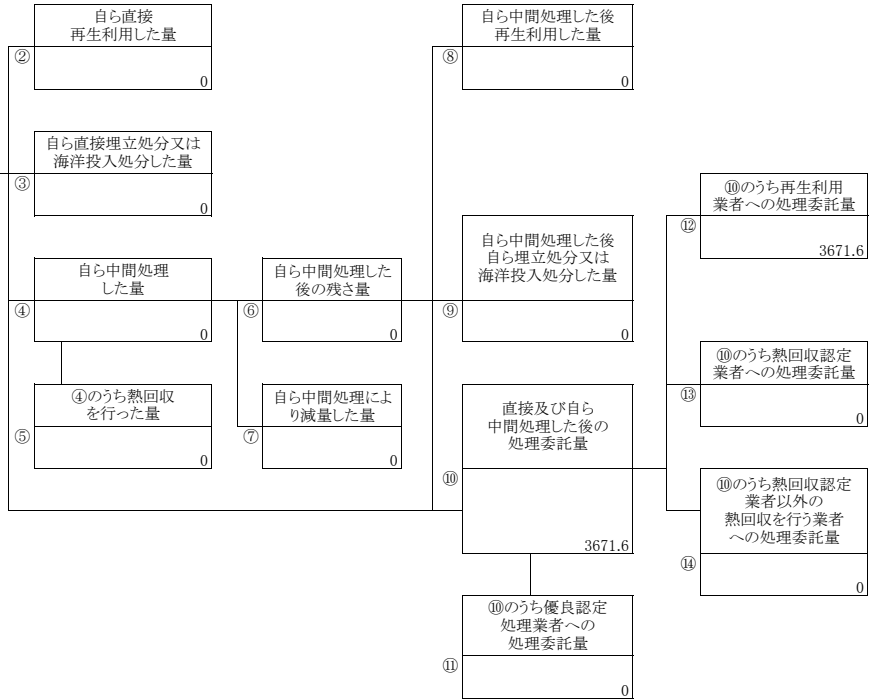 自ら直接
再生利用した量
②
0
自ら直接埋立処分又は
海洋投入処分した量
③
0
自ら中間処理
した量
④
0
④のうち熱回収
を行った量
⑤
0
自ら中間処理した
後の残さ量
⑥
0
自ら中間処理によ
り減量した量
⑦
0
自ら中間処理した後
再生利用した量
⑧
0
自ら中間処理した後
自ら埋立処分又は
海洋投入処分した量
⑨
0
直接及び自ら
中間処理した後の
処理委託量
⑩
3671.6
⑩のうち優良認定
処理業者への
処理委託量
⑪
0
⑩のうち再生利用
業者への処理委託量
⑫
3671.6
⑩のうち熱回収認定
業者への処理委託量
⑬
0
⑩のうち熱回収認定
業者以外の
熱回収を行う業者
への処理委託量
⑭
0